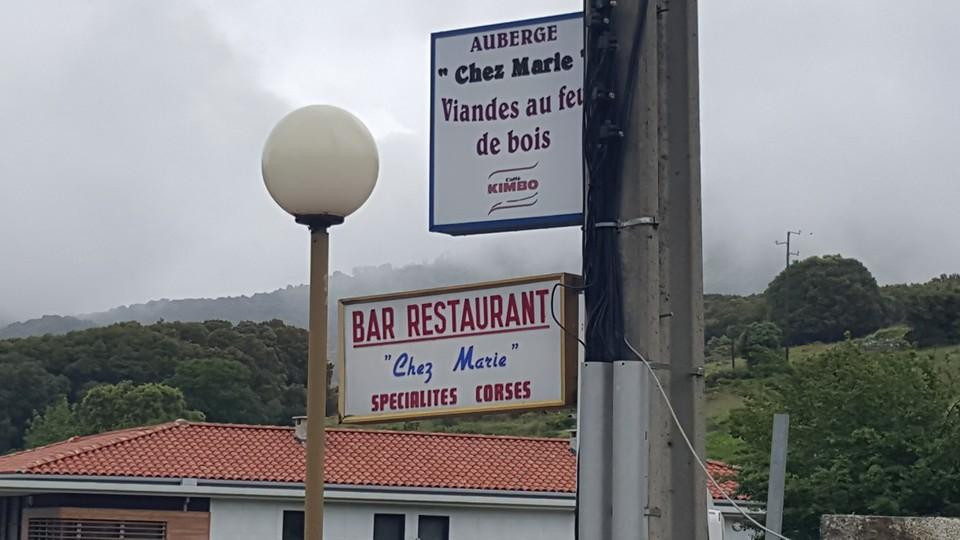 AUBERGE
" Chez Marie "
Viandes au feu
de bois
Caffè
KIMBO
BAR RESTAURANT
"Chez Marie"
SPECIALITES CORSES